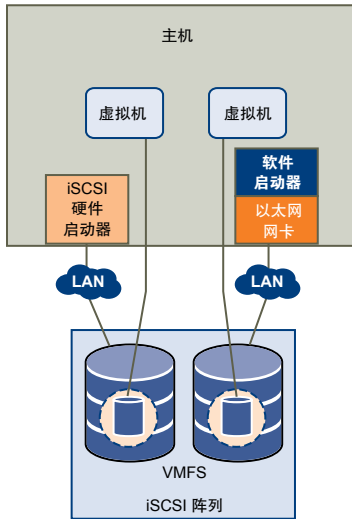 主机
虚拟机
虚拟机
iSCSI
硬件
启动器
软件
启动器
以太网
网卡
LAN
LAN
VMFS
iSCSI 阵列